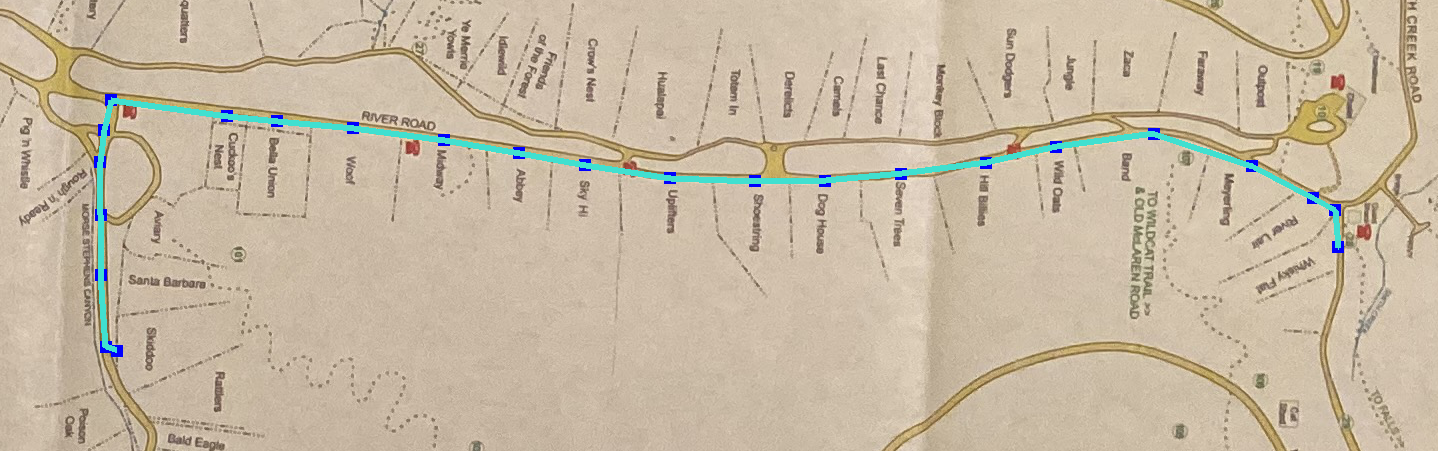 H CREEK ROAD
Ye Merrie
Yowls
Idlewild
Friends
of the Forest
Crow's Nest
Hualapai
Totem In
Derelicts
Camels
Last Chance
Monkey Block
Sun Dodgers
Jungle
Zaca
Faraway
Outpost
27
19
10
RIVER ROAD
Pig 'n Whistle
Rough 'n Ready
Cuckoo's
Nest
Bella Union
Woof
Midway
Abbey
Sky Hi
Uplifters
Shoestring
Dog House
Seven Trees
Hill Billies
Wild Oats
Band
Meyerling
River Lair
Whisky Flat
TO WILDCAT TRAIL >>
& OLD McLAREN ROAD
MORSE STEPHENS CANYON
Aviary
101
Santa Barbara
Skiddoo
Rattlers
Poison
Oak
Bald Eagle
TO FALLS >>